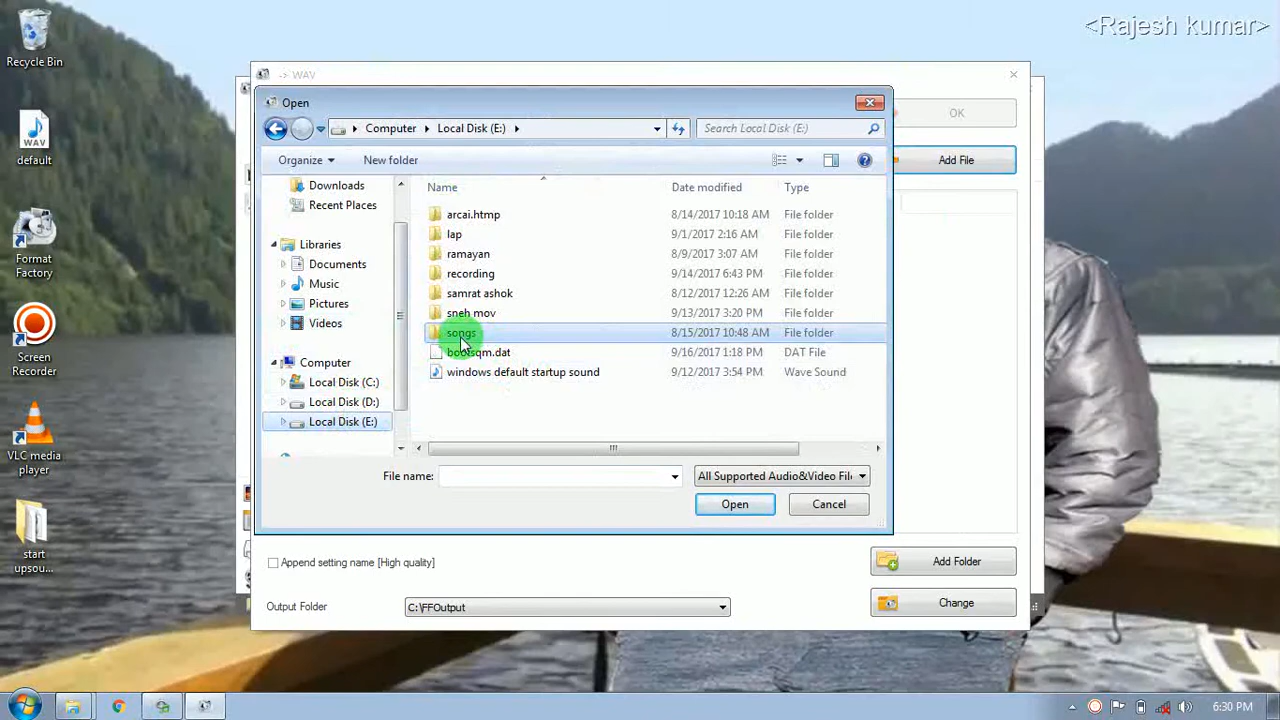 <Rajesh kumar>
Recycle Bin
default
Format
Factory
Screen
Recorder
VLC media
player
start
upsou...
-> WAV
OK
Add File
Open
Computer
Local Disk (E:)
Search Local Disk (E:)
Organize
New folder
Downloads
Recent Places
Libraries
Documents
Music
Pictures
Videos
Computer
Local Disk (C:)
Local Disk (D:)
Local Disk (E:)
Name Date modified Type
arcai.htmp 8/14/2017 10:18 AM File folder
lap 9/1/2017 2:16 AM File folder
ramayan 8/9/2017 3:07 AM File folder
recording 9/14/2017 6:43 PM File folder
samrat ashok 8/12/2017 12:26 AM File folder
sneh mov 9/13/2017 3:20 PM File folder
songs 8/15/2017 10:48 AM File folder
bootsqm.dat 9/16/2017 1:18 PM DAT File
windows default startup sound 9/12/2017 3:54 PM Wave Sound
File name:
All Supported Audio&Video File
Open
Cancel
Append setting name [High quality]
Add Folder
Output Folder
C:\FFOutput
Change
6:30 PM